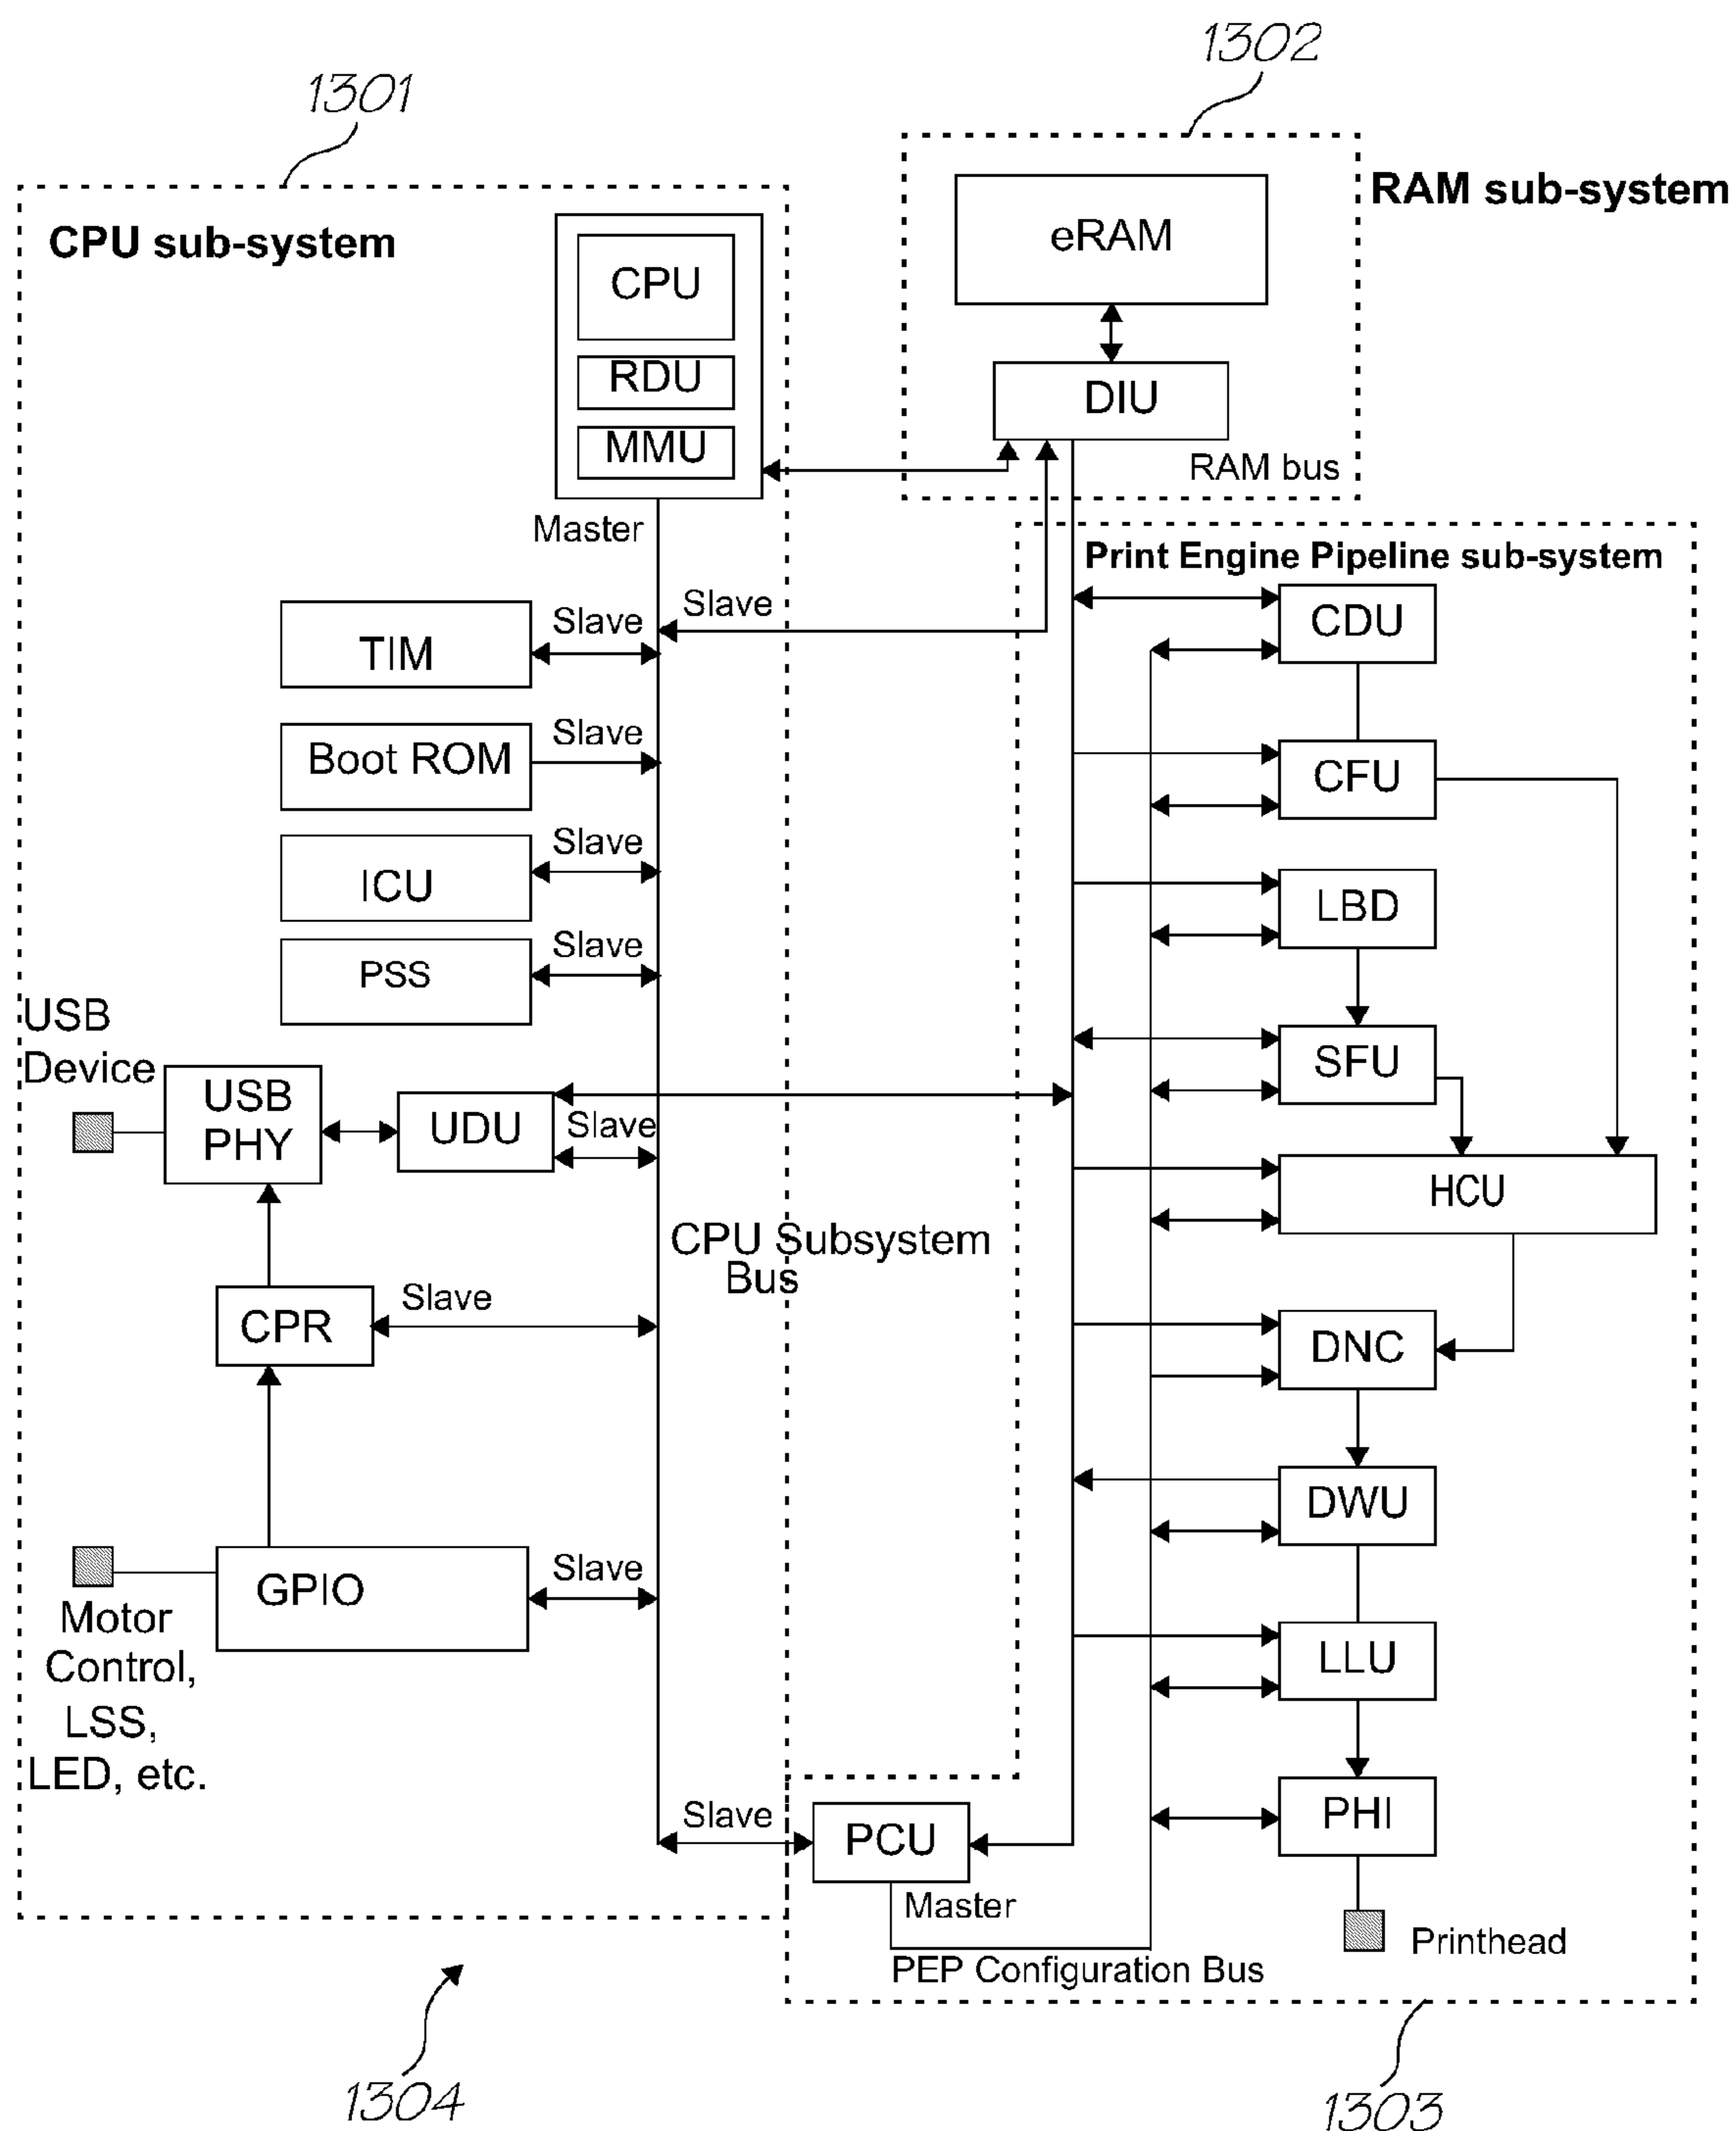 1301
1302
CPU sub-system
RAM sub-system
CPU
RDU
MMU
eRAM
DIU
RAM bus
Master
Print Engine Pipeline sub-system
TIM
Slave
Slave
Boot ROM
Slave
ICU
Slave
PSS
Slave
USB
Device
USB
PHY
UDU
Slave
CPU Subsystem
Bus
CPR
Slave
GPIO
Slave
Motor
Control,
LSS,
LED, etc.
Slave
PCU
Master
PEP Configuration Bus
CDU
CFU
LBD
SFU
HCU
DNC
DWU
LLU
PHI
Printhead
1304
1303